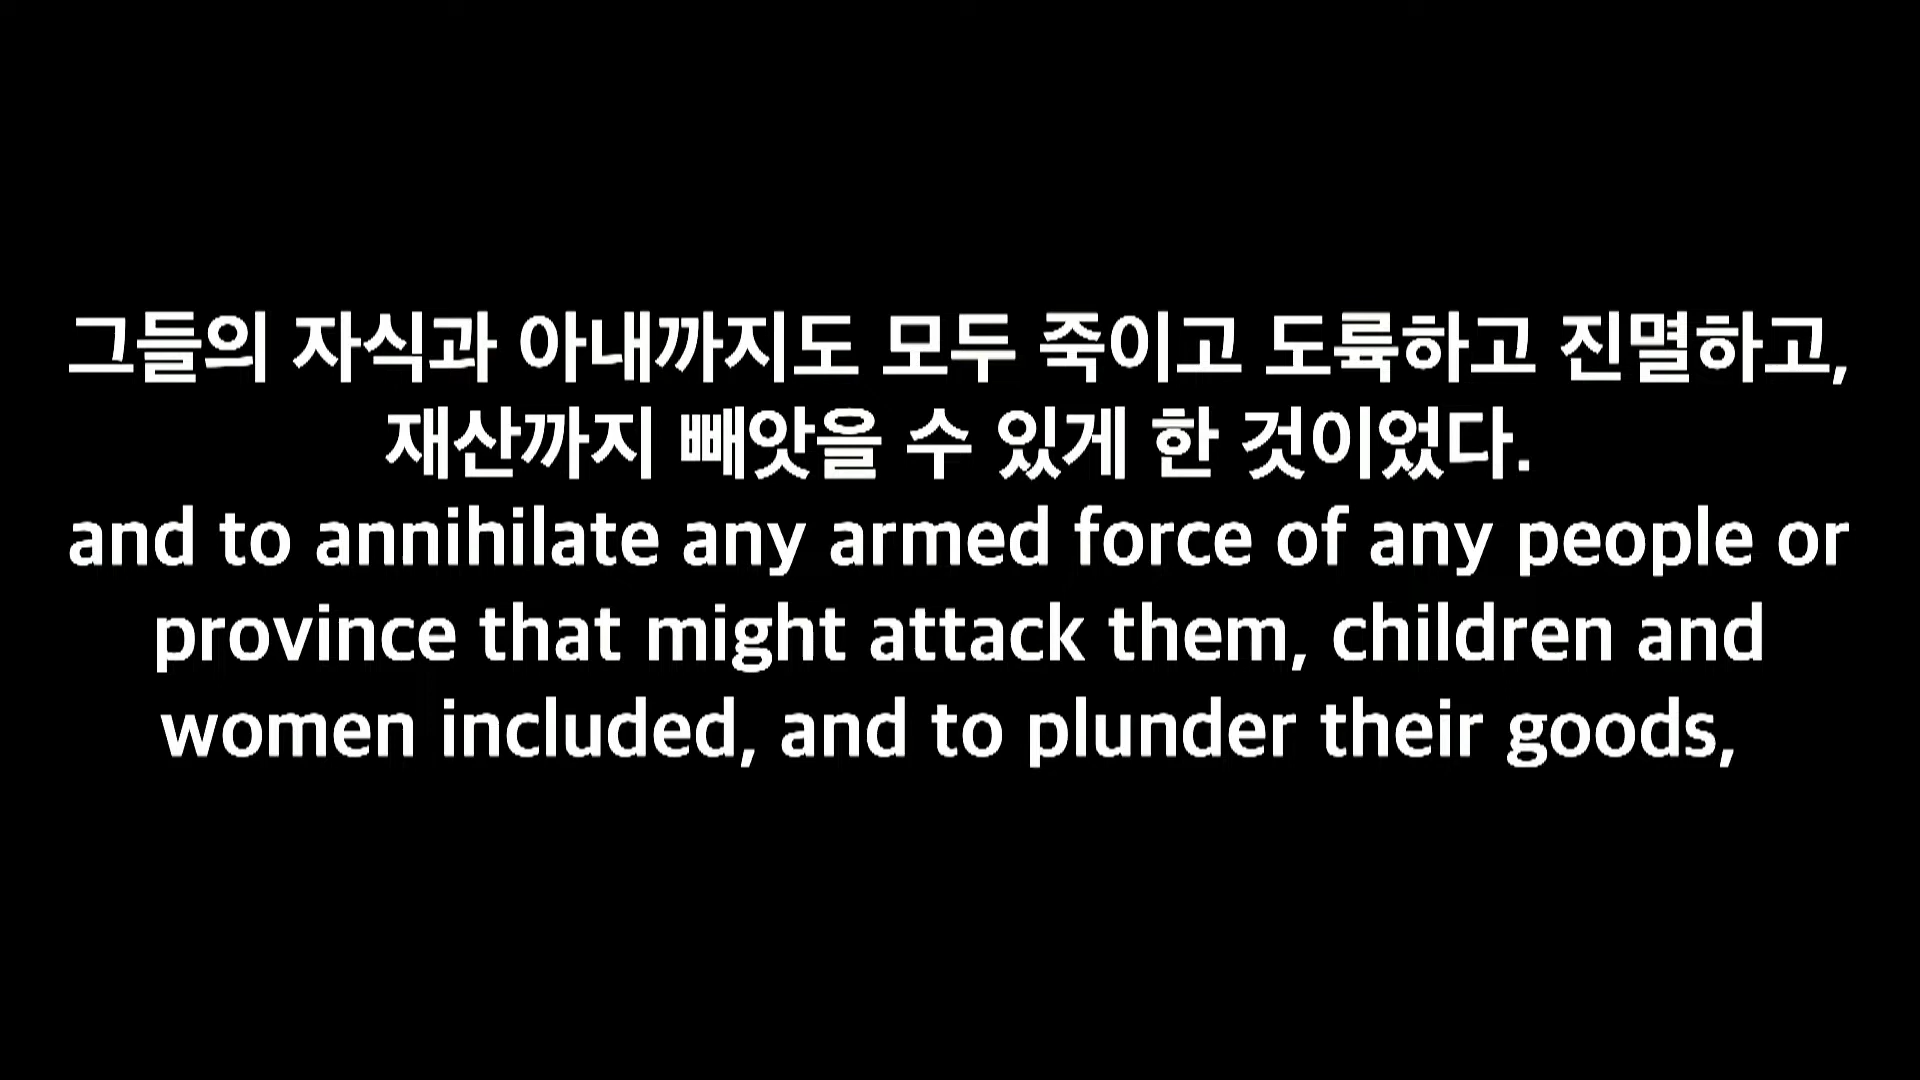 그들의 자식과 아내까지도 모두 죽이고 도륙하고 진멸하고,
재산까지 빼앗을 수 있게 한 것이었다.
and to annihilate any armed force of any people or
province that might attack them, children and
women included, and to plunder their goods,